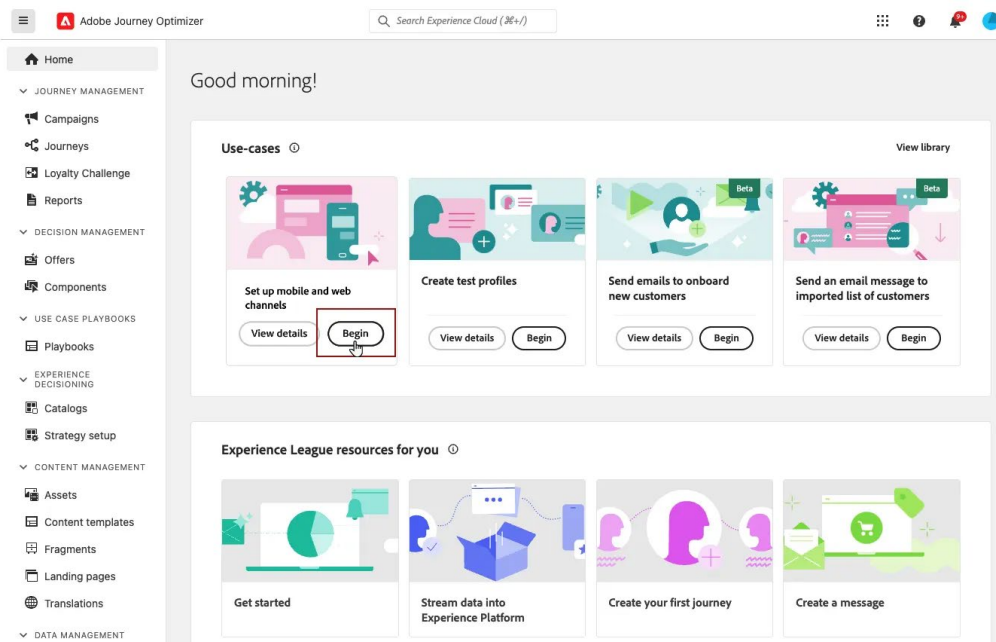 Adobe Journey Optimizer
Search Experience Cloud (⌘+/)
9+
Home
JOURNEY MANAGEMENT
Campaigns
Journeys
Loyalty Challenge
Reports
DECISION MANAGEMENT
Offers
Components
USE CASE PLAYBOOKS
Playbooks
EXPERIENCE
DECISIONING
Catalogs
Strategy setup
CONTENT MANAGEMENT
Assets
Content templates
Fragments
Landing pages
Translations
DATA MANAGEMENT
Good morning!
Use-cases
View library
Set up mobile and web
channels
View details
Begin
Create test profiles
View details
Begin
Beta
Send emails to onboard
new customers
View details
Begin
Beta
Send an email message to
imported list of customers
View details
Begin
Experience League resources for you
Get started
Stream data into
Experience Platform
Create your first journey
Create a message